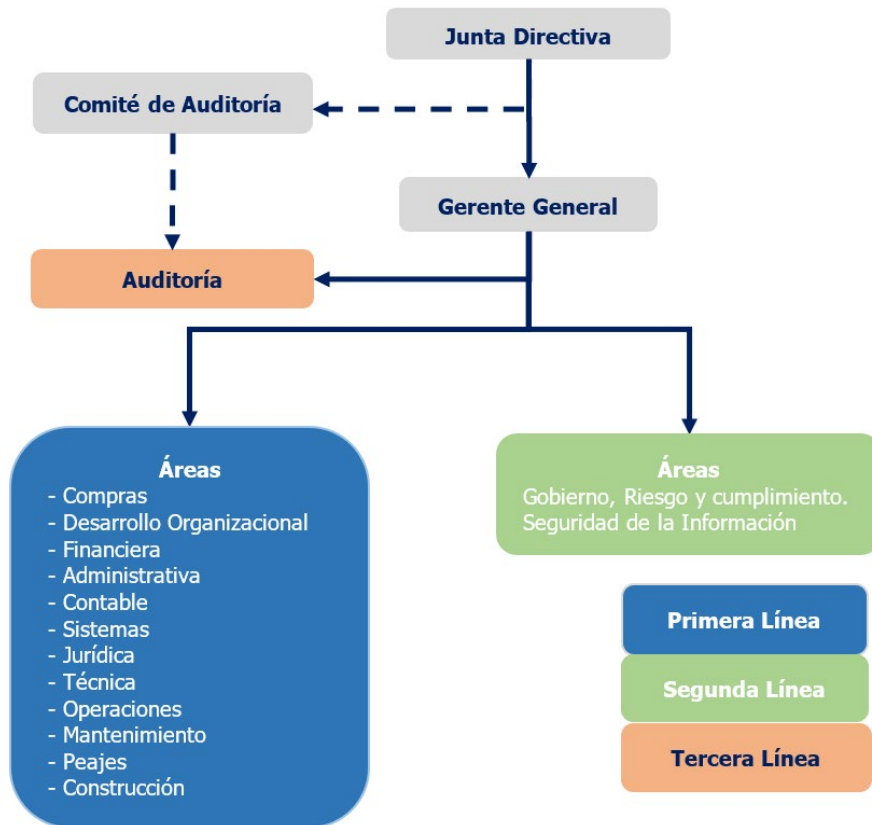 Junta Directiva
Comité de Auditoría
Gerente General
Auditoría
Áreas
- Compras
- Desarrollo Organizacional
- Financiera
- Administrativa
- Contable
- Sistemas
- Jurídica
- Técnica
- Operaciones
- Mantenimiento
- Peajes
- Construcción
Áreas
Gobierno, Riesgo y cumplimiento.
Seguridad de la Información
Primera Línea
Segunda Línea
Tercera Línea